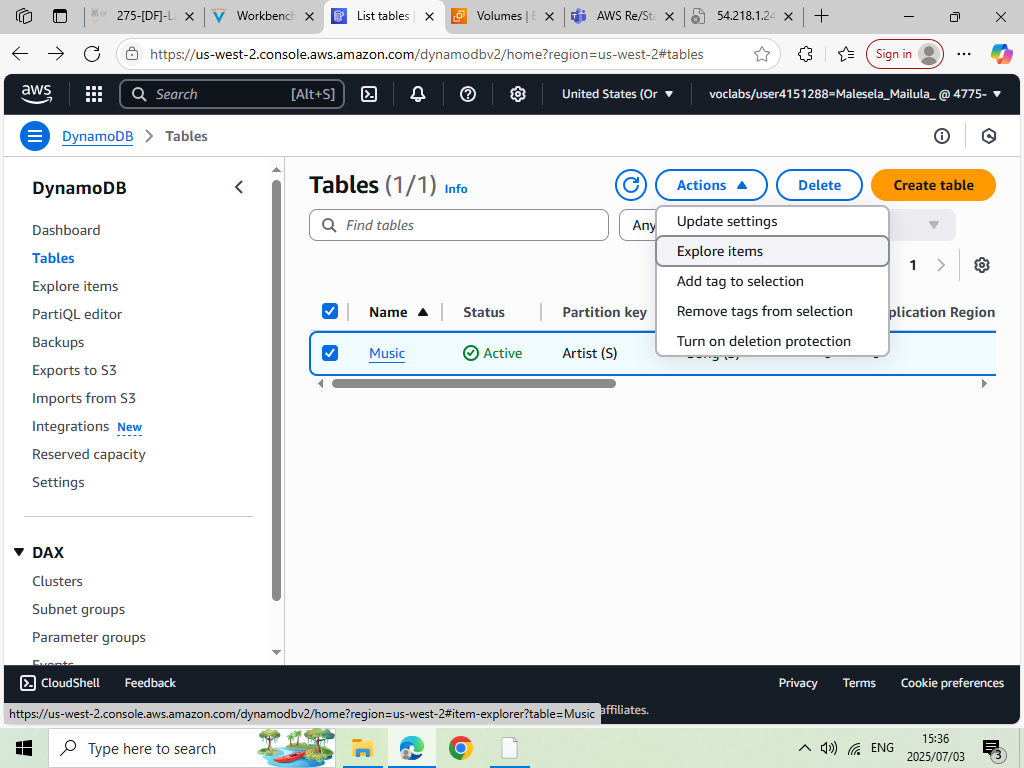 275-[DF]-L
Workbench
List tables
Volumes | E
AWS Re/Sta
54.218.1.24
https://us-west-2.console.aws.amazon.com/dynamodbv2/home?region=us-west-2#tables
Sign in
aws
Search
[Alt+S]
United States (Or
voclabs/user4151288=Malesela_Mailula_ @ 4775-
DynamoDB
Tables
DynamoDB
Dashboard
Tables
Explore items
PartiQL editor
Backups
Exports to S3
Imports from S3
Integrations New
Reserved capacity
Settings
DAX
Clusters
Subnet groups
Parameter groups
Events
Tables (1/1) Info
Actions
Delete
Create table
Find tables
Any
Update settings
Explore items
Add tag to selection
Remove tags from selection
Turn on deletion protection
1
Name
Status
Partition key
plication Region
Music
Active
Artist (S)
CloudShell
Feedback
Privacy
Terms
Cookie preferences
https://us-west-2.console.aws.amazon.com/dynamodbv2/home?region=us-west-2#item-explorer?table=Music
affiliates.
Type here to search
ENG
15:36
2025/07/03
3